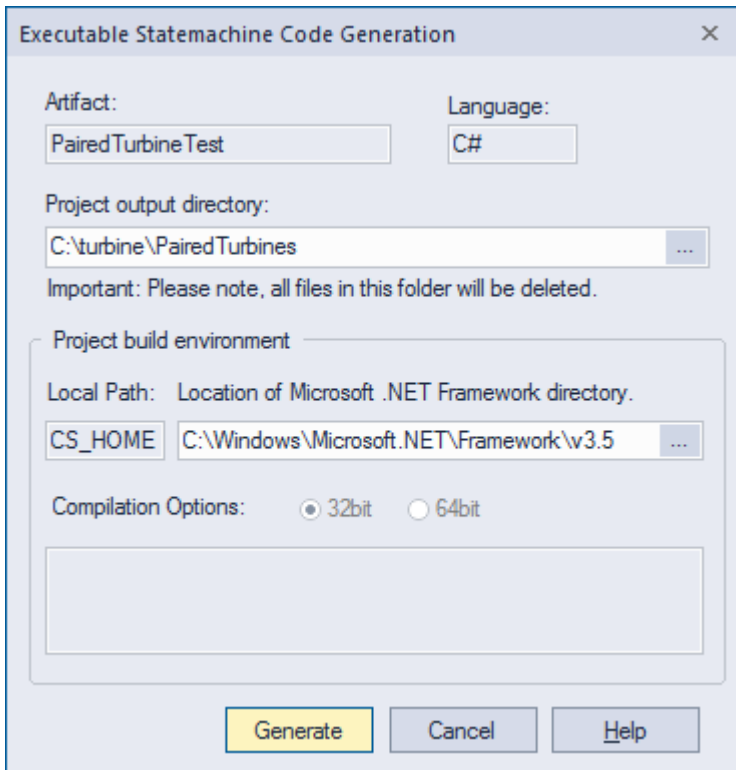 Executable Statemachine Code Generation
Artifact: Language:
PairedTurbineTest C#
Project output directory:
C:\turbine\PairedTurbines ...
Important: Please note, all files in this folder will be deleted.
Project build environment
Local Path: Location of Microsoft .NET Framework directory.
CS_HOME C:\Windows\Microsoft.NET\Framework\v3.5 ...
Compilation Options: 32bit 64bit
Generate Cancel Help